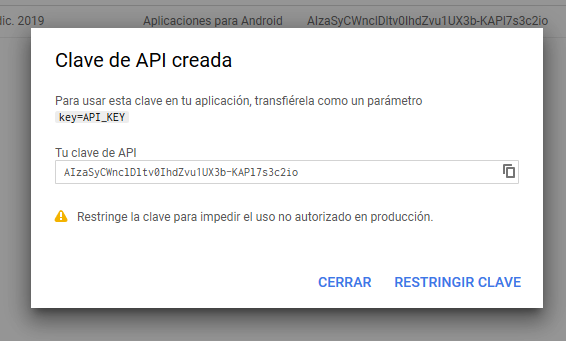 dic. 2019 Aplicaciones para Android AIzaSyCWnclDltv0IhdZvu1UX3b-KAPl7s3c2io
Clave de API creada
Para usar esta clave en tu aplicación, transfiérela como un parámetro
key=API_KEY
Tu clave de API
AIzaSyCWnclDltv0IhdZvu1UX3b-KAPl7s3c2io
Restringe la clave para impedir el uso no autorizado en producción.
CERRAR RESTRINGIR CLAVE